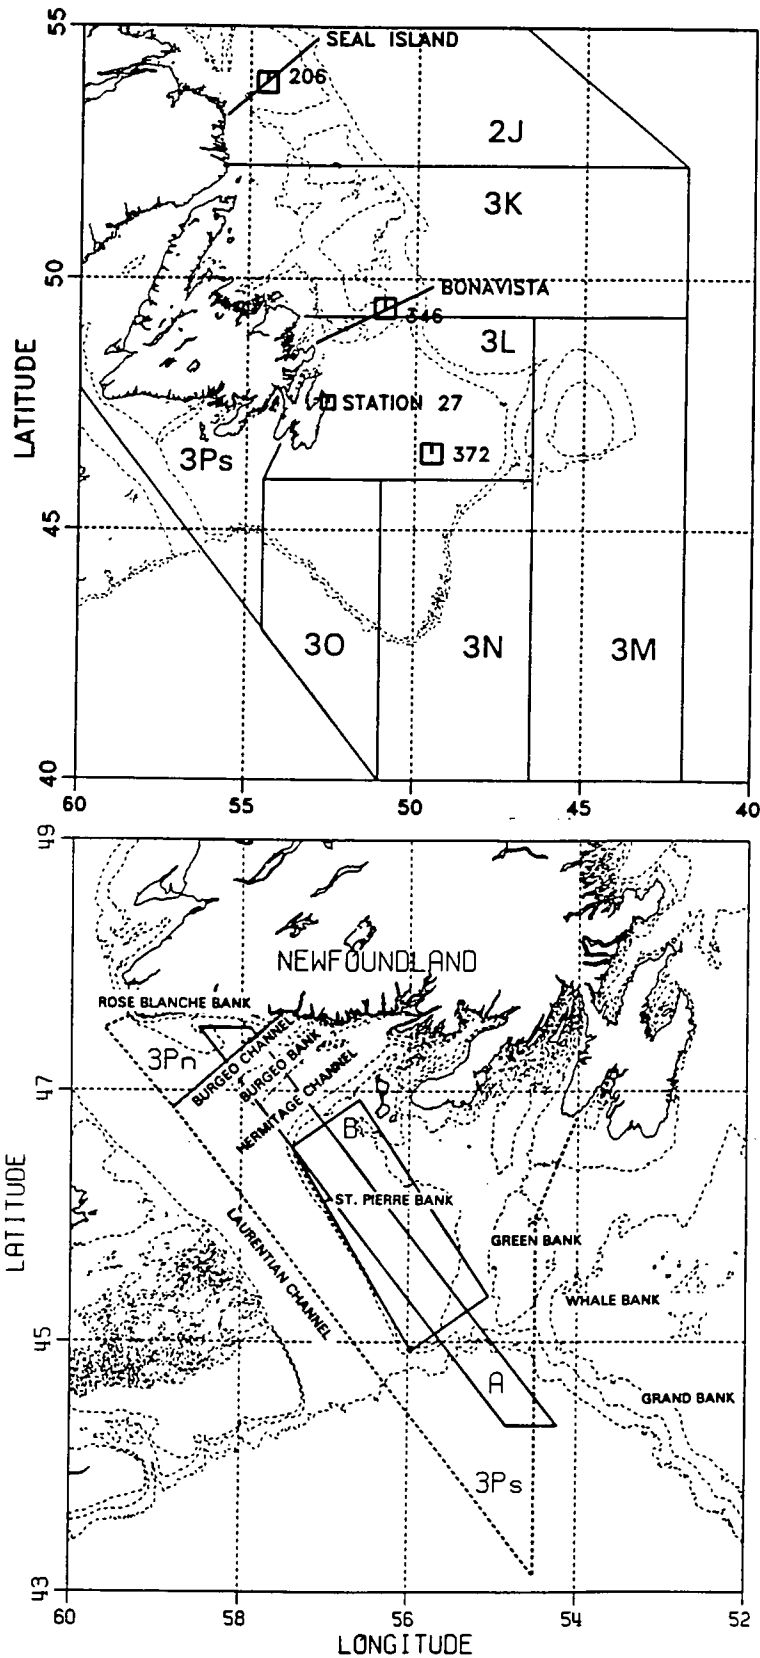 55
SEAL ISLAND
206
2J
3K
50
BONAVISTA
346
3L
LATITUDE
STATION 27
3Ps
372
45
3O
3N
3M
40
60
55
50
45
40
49
NEWFOUNDLAND
ROSE BLANCHE BANK
3Pn
BURGEO CHANNEL
BURGEO BANK
HERMITAGE CHANNEL
47
B
LATITUDE
ST. PIERRE BANK
LAURENTIAN CHANNEL
GREEN BANK
WHALE BANK
45
A
GRAND BANK
3Ps
43
60
58
56
54
52
LONGITUDE